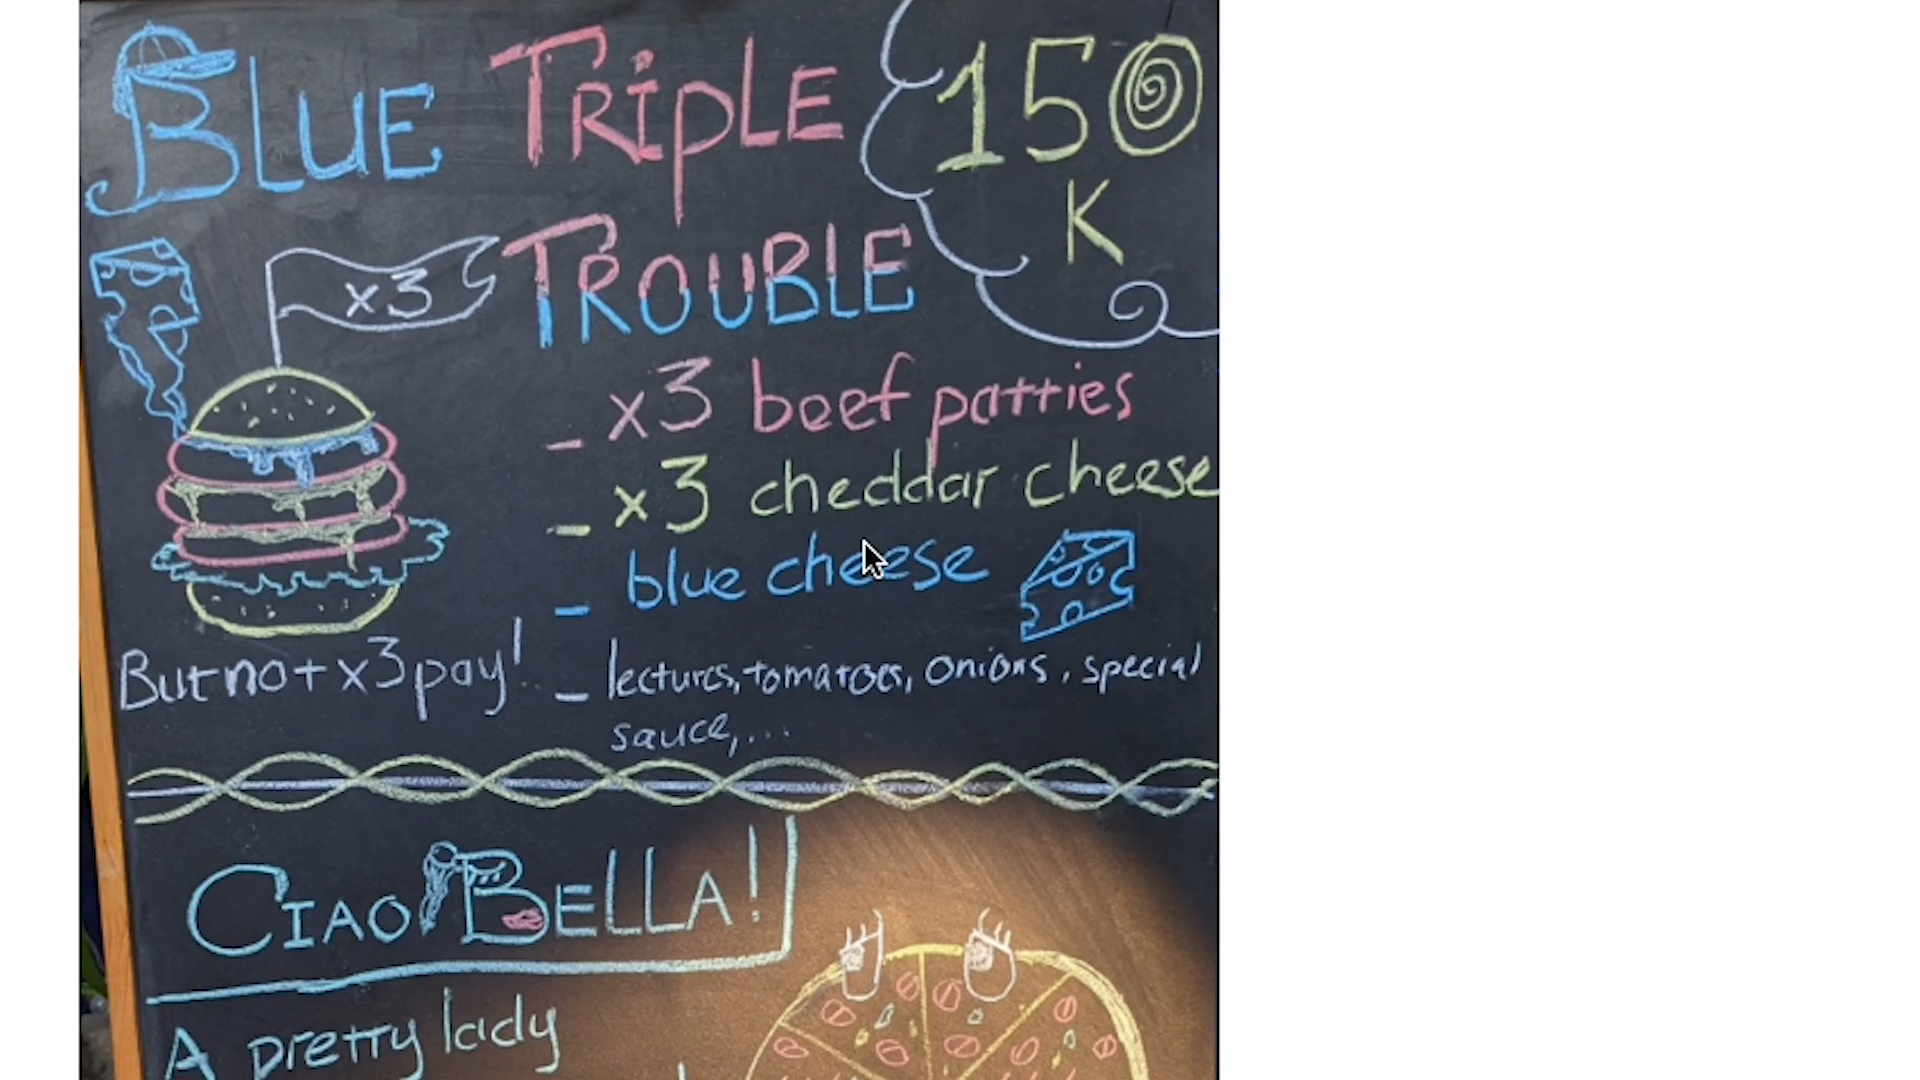 BLUE TRIPLE
TROUBLE
150
K
x3
- x3 beef patties
- x3 cheddar cheese
- blue cheese
But not x3 pay!
- lectures, tomatoes, onions, special
sauce,...
CIAO BELLA!
A pretty lady